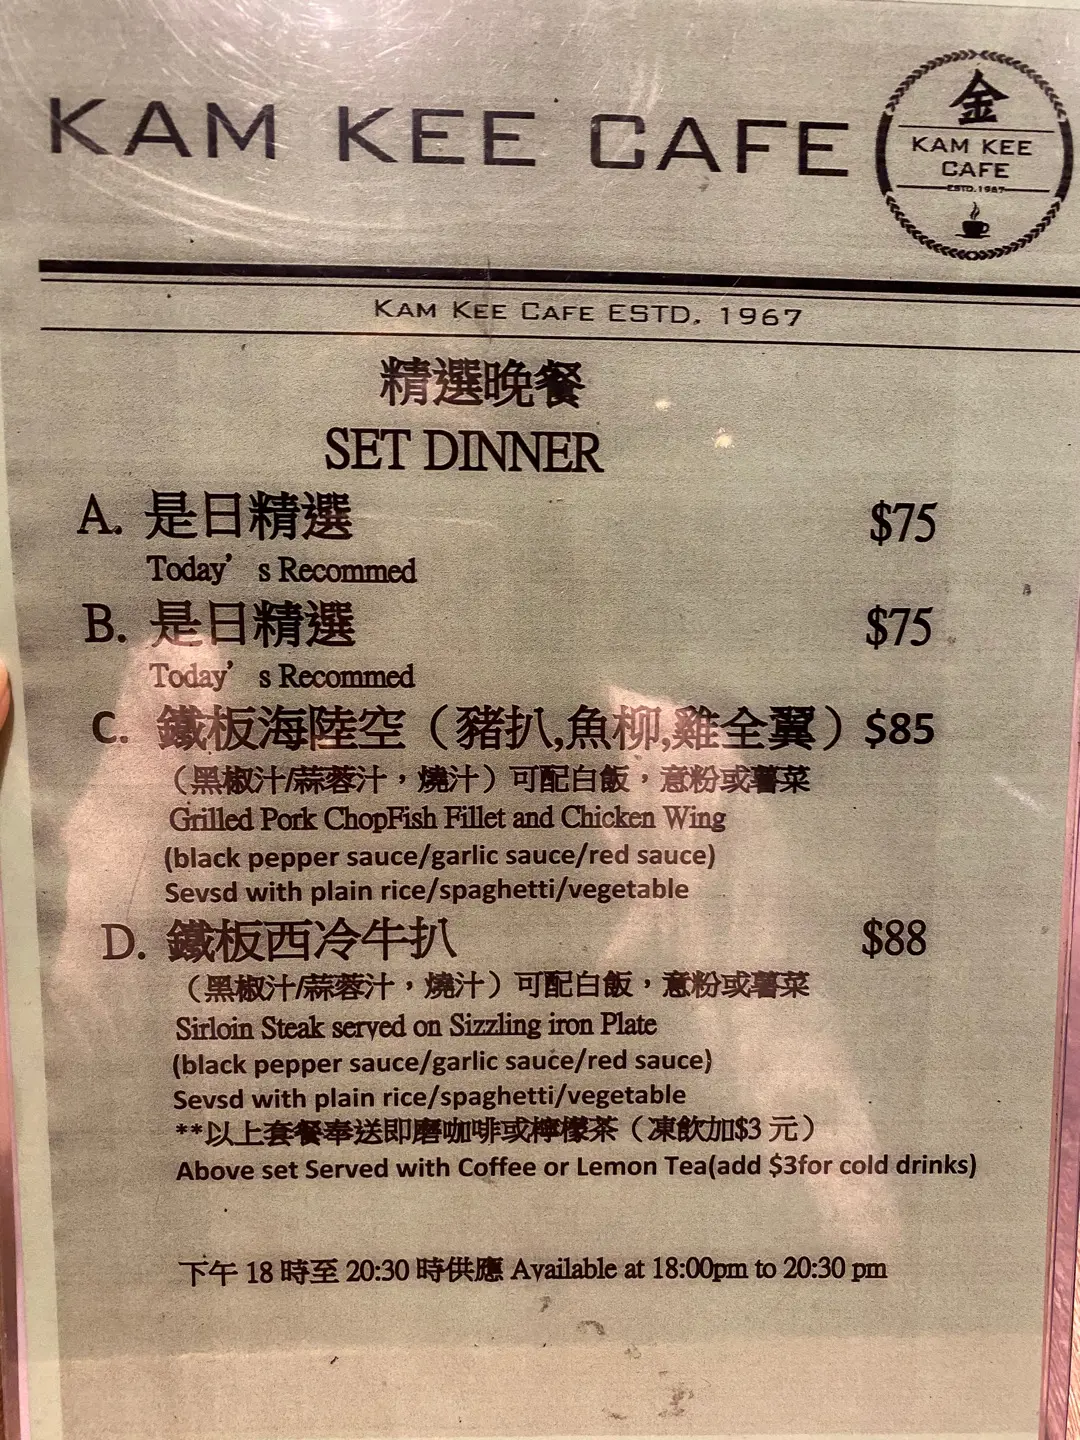 KAM KEE CAFE
金
KAM KEE
CAFE
ESTD.1967
KAM KEE CAFE ESTD. 1967
精選晚餐
SET DINNER
A. 是日精選 $75
Today's Recommed
B. 是日精選 $75
Today's Recommed
C. 鐵板海陸空（豬扒,魚柳,雞全翼）$85
（黑椒汁/蒜蓉汁，燒汁）可配白飯，意粉或薯菜
Grilled Pork ChopFish Fillet and Chicken Wing
(black pepper sauce/garlic sauce/red sauce)
Sevsd with plain rice/spaghetti/vegetable
D. 鐵板西冷牛扒 $88
（黑椒汁/蒜蓉汁，燒汁）可配白飯，意粉或薯菜
Sirloin Steak served on Sizzling iron Plate
(black pepper sauce/garlic sauce/red sauce)
Sevsd with plain rice/spaghetti/vegetable
**以上套餐奉送即磨咖啡或檸檬茶（凍飲加$3 元）
Above set Served with Coffee or Lemon Tea(add $3for cold drinks)
下午 18 時至 20:30 時供應 Available at 18:00pm to 20:30 pm